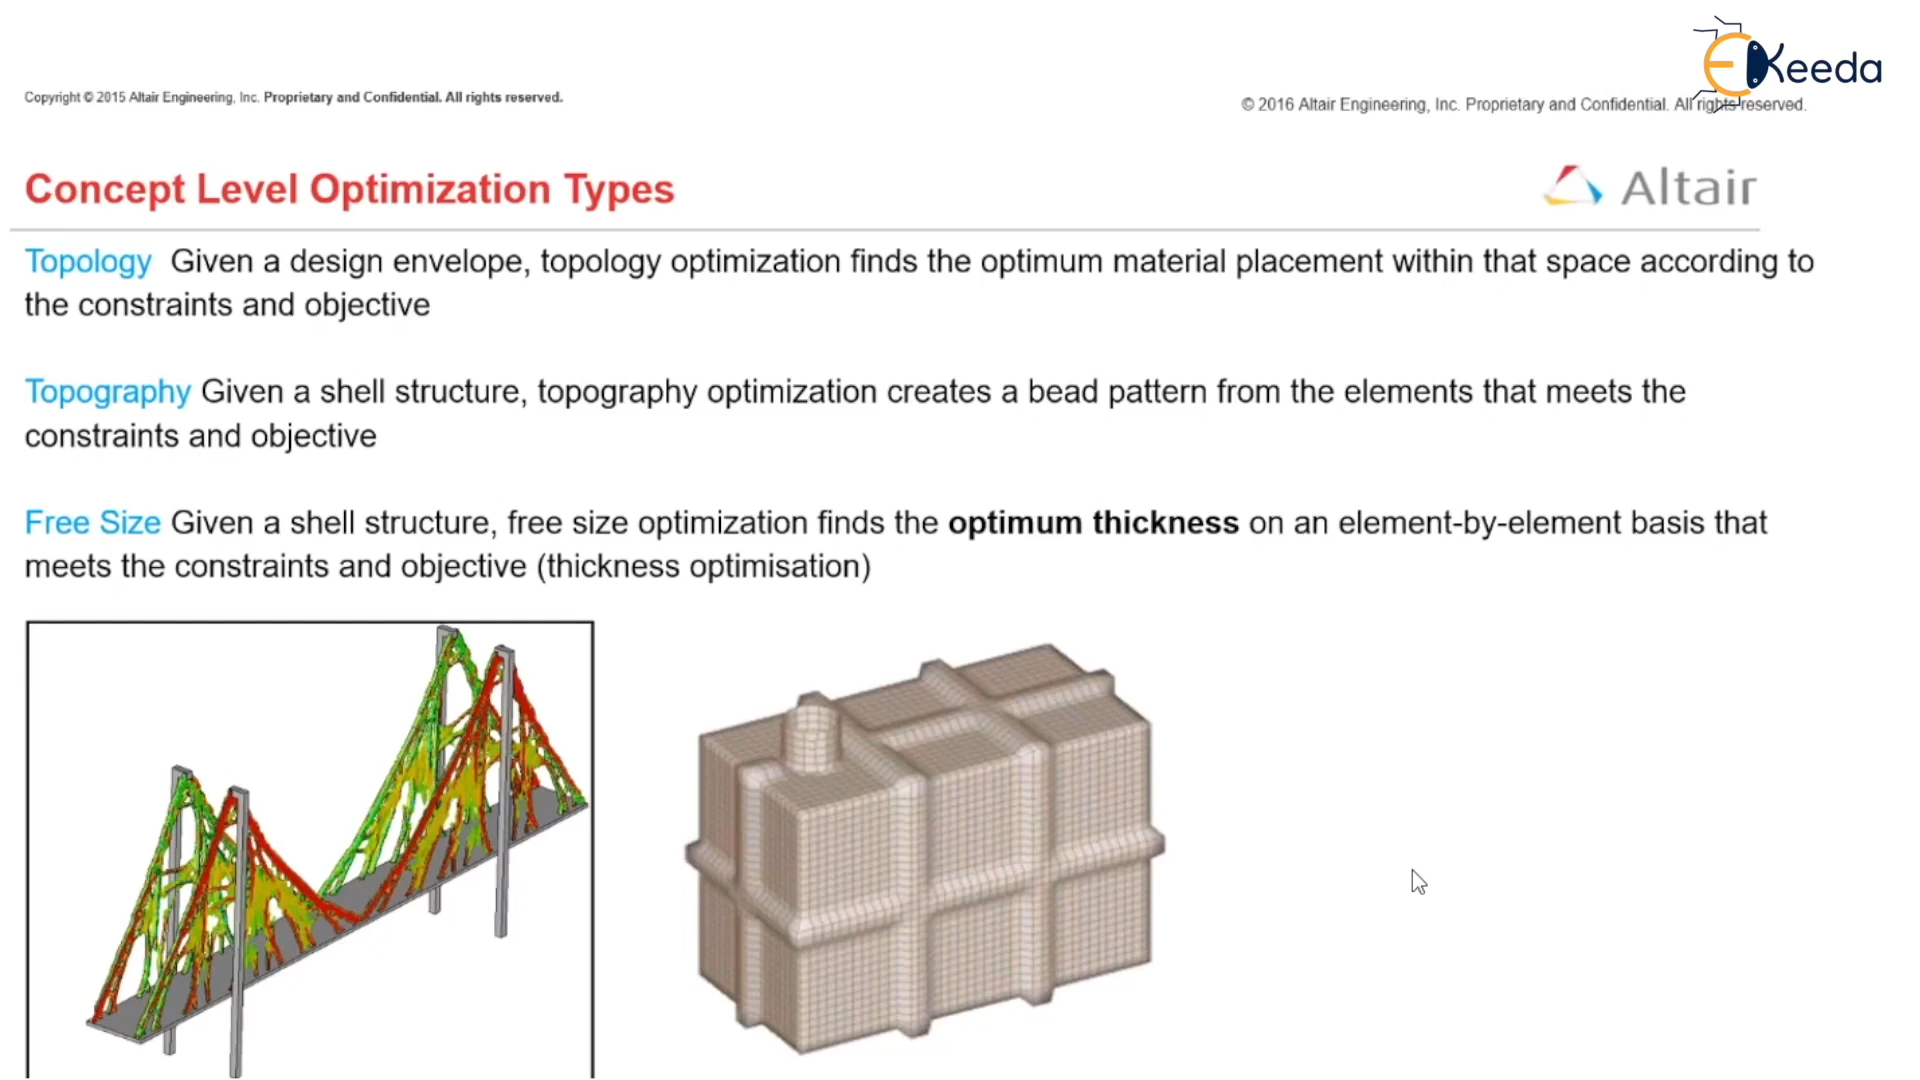 EKeeda
Copyright © 2015 Altair Engineering, Inc. Proprietary and Confidential. All rights reserved.
© 2016 Altair Engineering, Inc. Proprietary and Confidential. All rights reserved.
Concept Level Optimization Types
Altair
Topology Given a design envelope, topology optimization finds the optimum material placement within that space according to
the constraints and objective
Topography Given a shell structure, topography optimization creates a bead pattern from the elements that meets the
constraints and objective
Free Size Given a shell structure, free size optimization finds the optimum thickness on an element-by-element basis that
meets the constraints and objective (thickness optimisation)